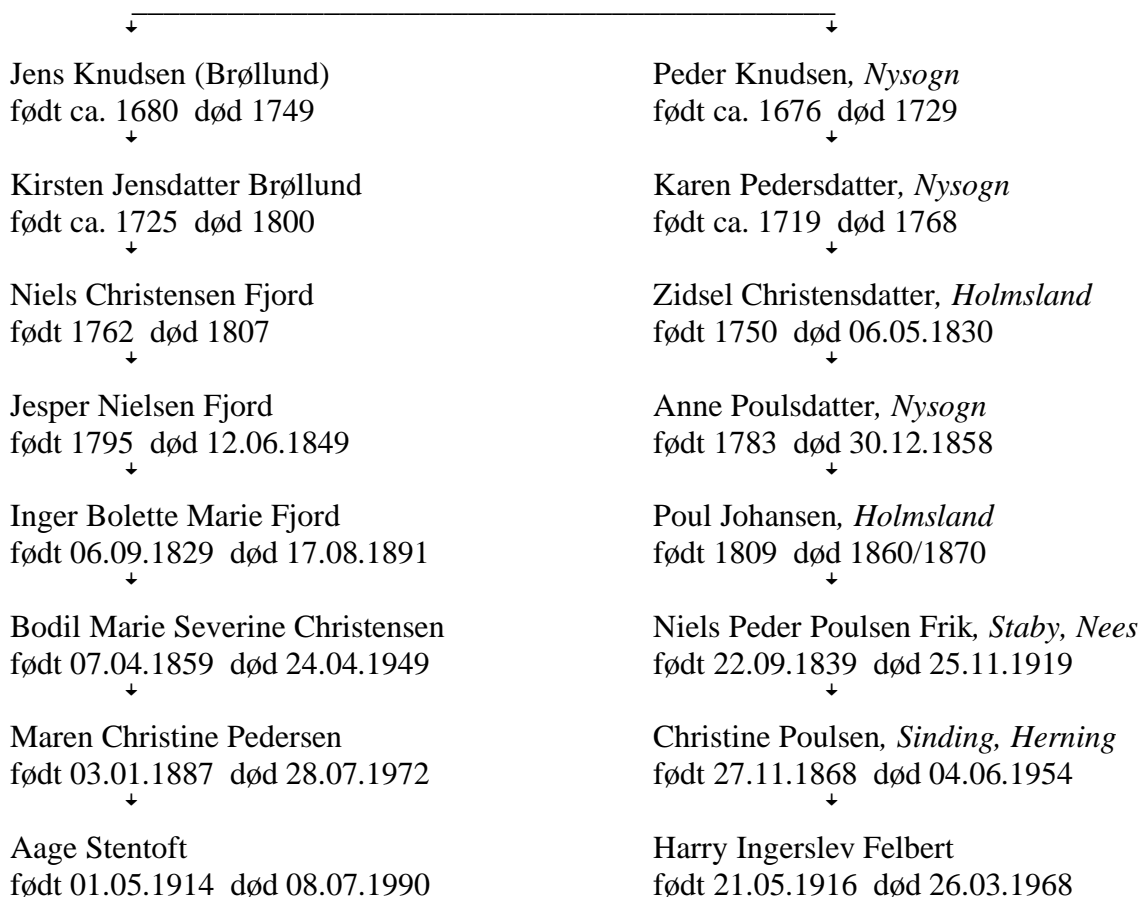 Jens Knudsen (Brøllund)
født ca. 1680 død 1749
Kirsten Jensdatter Brøllund
født ca. 1725 død 1800
Niels Christensen Fjord
født 1762 død 1807
Jesper Nielsen Fjord
født 1795 død 12.06.1849
Inger Bolette Marie Fjord
født 06.09.1829 død 17.08.1891
Bodil Marie Severine Christensen
født 07.04.1859 død 24.04.1949
Maren Christine Pedersen
født 03.01.1887 død 28.07.1972
Aage Stentoft
født 01.05.1914 død 08.07.1990
Peder Knudsen, Nysogn
født ca. 1676 død 1729
Karen Pedersdatter, Nysogn
født ca. 1719 død 1768
Zidsel Christensdatter, Holmsland
født 1750 død 06.05.1830
Anne Poulsdatter, Nysogn
født 1783 død 30.12.1858
Poul Johansen, Holmsland
født 1809 død 1860/1870
Niels Peder Poulsen Frik, Staby, Nees
født 22.09.1839 død 25.11.1919
Christine Poulsen, Sinding, Herning
født 27.11.1868 død 04.06.1954
Harry Ingerslev Felbert
født 21.05.1916 død 26.03.1968